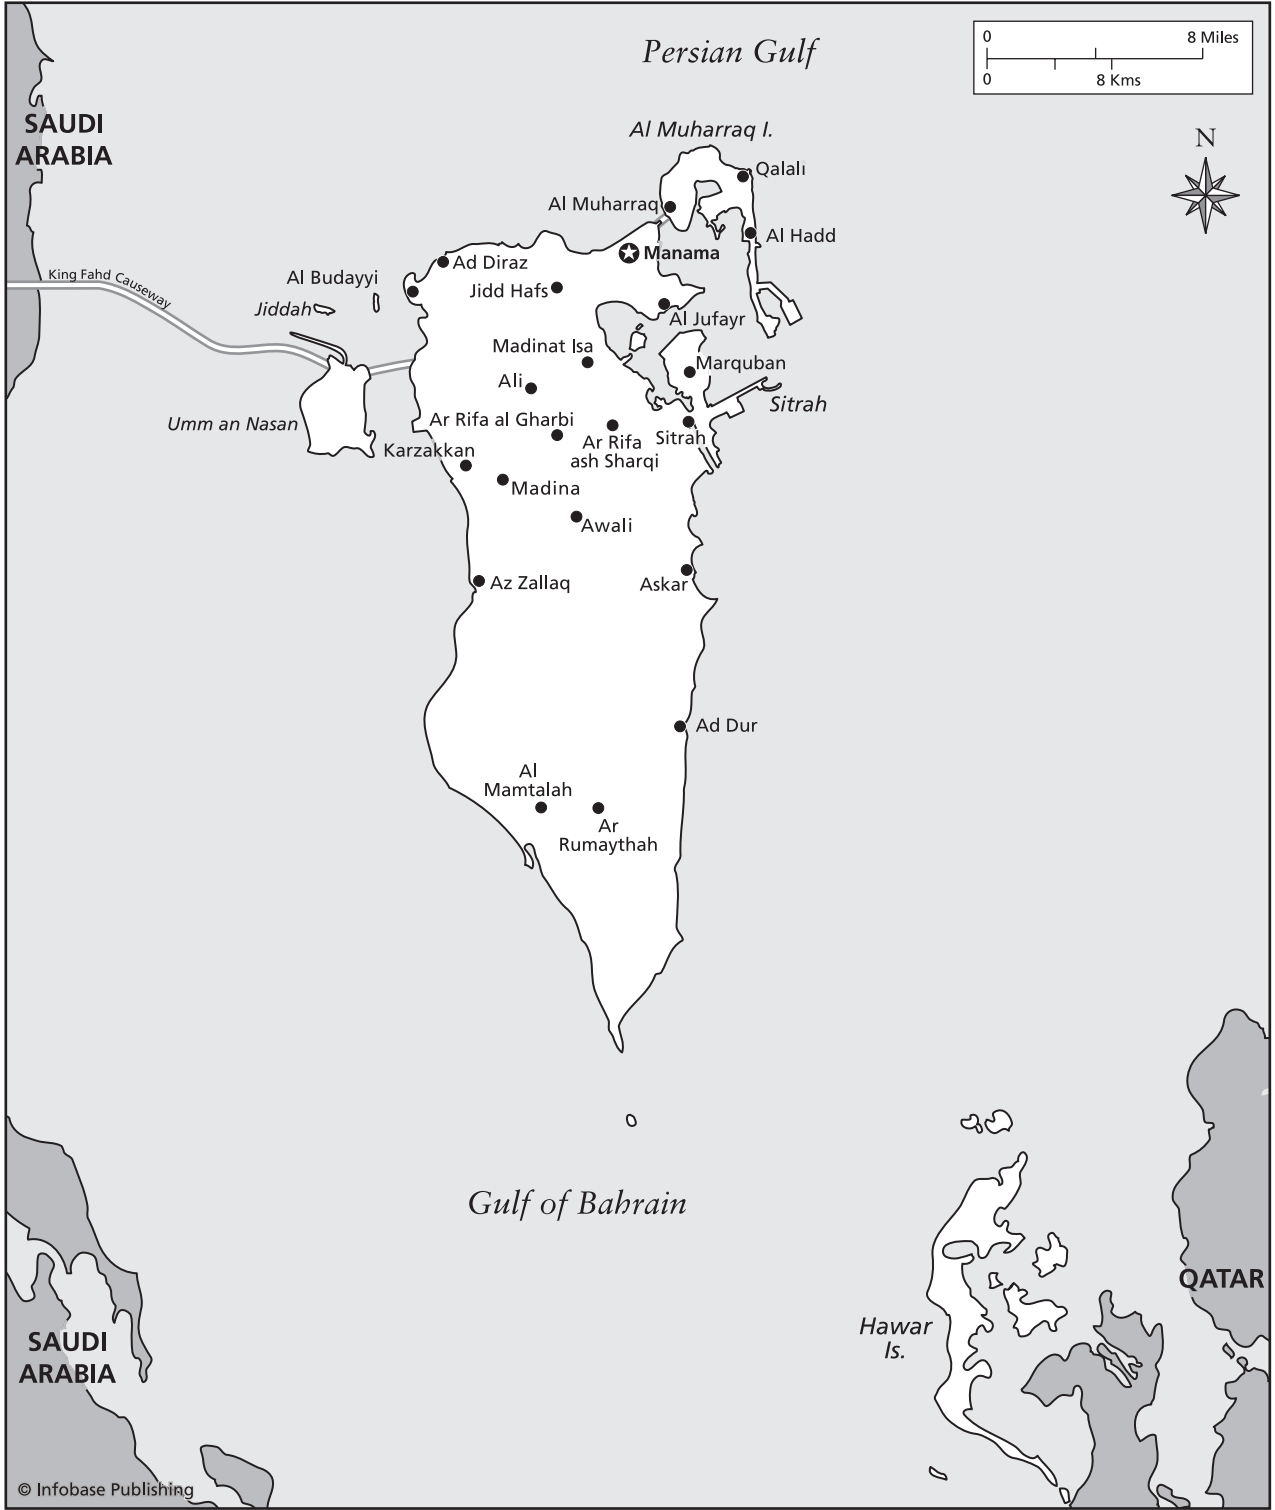 Persian Gulf
0 8 Miles
0 8 Kms
N
SAUDI
ARABIA
Al Muharraq I.
Qalali
Al Muharraq
Al Hadd
Manama
Ad Diraz
Al Budayyi
Jidd Hafs
King Fahd Causeway
Jiddah
Al Jufayr
Madinat Isa
Marquban
Ali
Sitrah
Umm an Nasan
Ar Rifa al Gharbi
Sitrah
Ar Rifa
ash Sharqi
Karzakkan
Madina
Awali
Az Zallaq
Askar
Ad Dur
Al
Mamtalah
Ar
Rumaythah
Gulf of Bahrain
QATAR
Hawar
Is.
SAUDI
ARABIA
© Infobase Publishing